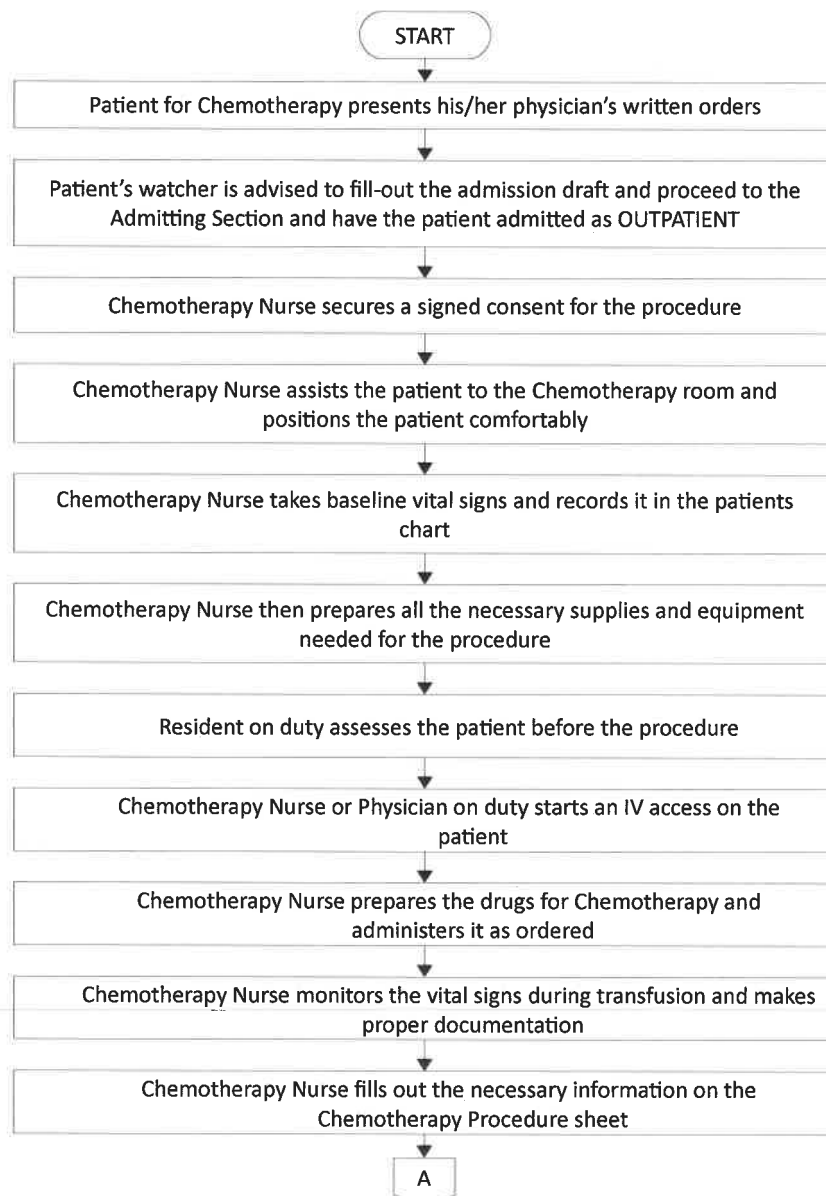 START
Patient for Chemotherapy presents his/her physician's written orders
Patient's watcher is advised to fill-out the admission draft and proceed to the
Admitting Section and have the patient admitted as OUTPATIENT
Chemotherapy Nurse secures a signed consent for the procedure
Chemotherapy Nurse assists the patient to the Chemotherapy room and
positions the patient comfortably
Chemotherapy Nurse takes baseline vital signs and records it in the patients
chart
Chemotherapy Nurse then prepares all the necessary supplies and equipment
needed for the procedure
Resident on duty assesses the patient before the procedure
Chemotherapy Nurse or Physician on duty starts an IV access on the
patient
Chemotherapy Nurse prepares the drugs for Chemotherapy and
administers it as ordered
Chemotherapy Nurse monitors the vital signs during transfusion and makes
proper documentation
Chemotherapy Nurse fills out the necessary information on the
Chemotherapy Procedure sheet
A